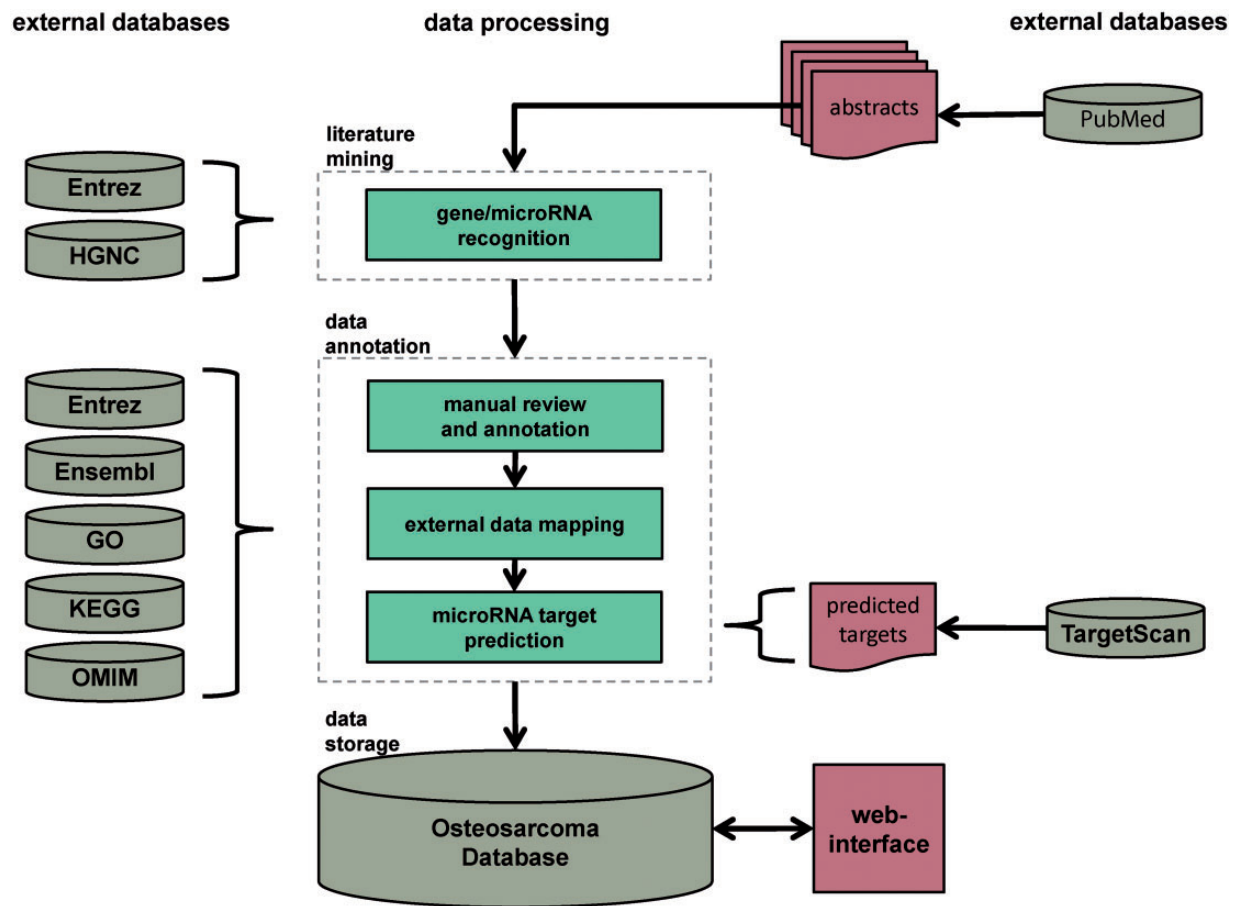 external databases
data processing
external databases
abstracts
PubMed
literature
mining
Entrez
HGNC
gene/microRNA
recognition
data
annotation
Entrez
Ensembl
GO
KEGG
OMIM
manual review
and annotation
external data mapping
microRNA target
prediction
predicted
targets
TargetScan
data
storage
Osteosarcoma
Database
web-
interface